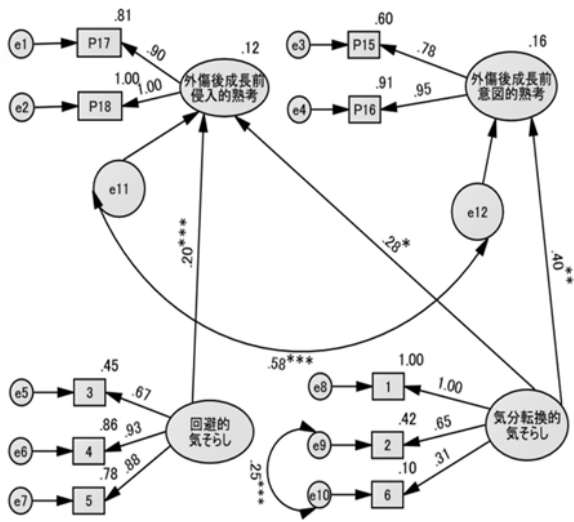 .81
e1
P17
.90
1.00
e2
P18
1.00
.12
外傷後成長前
侵入的熟考
.60
e3
P15
.78
.91
e4
P16
.95
.16
外傷後成長前
意図的熟考
e11
e12
.20***
.28*
.40
**
.58***
.45
e5
3
.67
.86
e6
4
.93
.78
e7
5
.88
回避的
気そらし
1.00
e8
1
1.00
.42
e9
2
.65
.10
e10
6
.31
.25***
気分転換的
気そらし